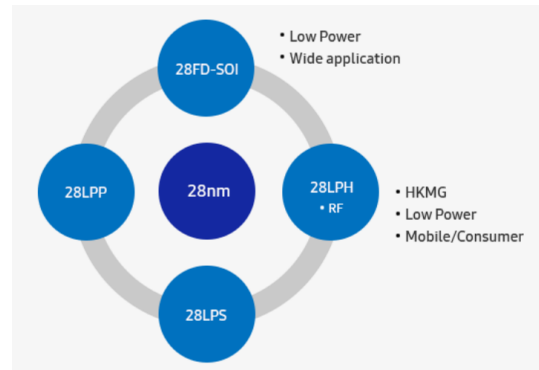 28FD-SOI
• Low Power
• Wide application
28LPP
28nm
28LPH
• RF
• HKMG
• Low Power
• Mobile/Consumer
28LPS